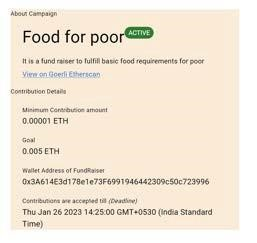 About Campaign
Food for poor ACTIVE
It is a fund raiser to fulfill basic food requirements for poor
View on Goerli Etherscan
Contribution Details
Minimum Contribution amount
0.00001 ETH
Goal
0.005 ETH
Wallet Address of FundRaiser
0x3A614E3d178e1e73F6991946442309c50c723996
Contributions are accepted till (Deadline)
Thu Jan 26 2023 14:25:00 GMT+0530 (India Standard
Time)